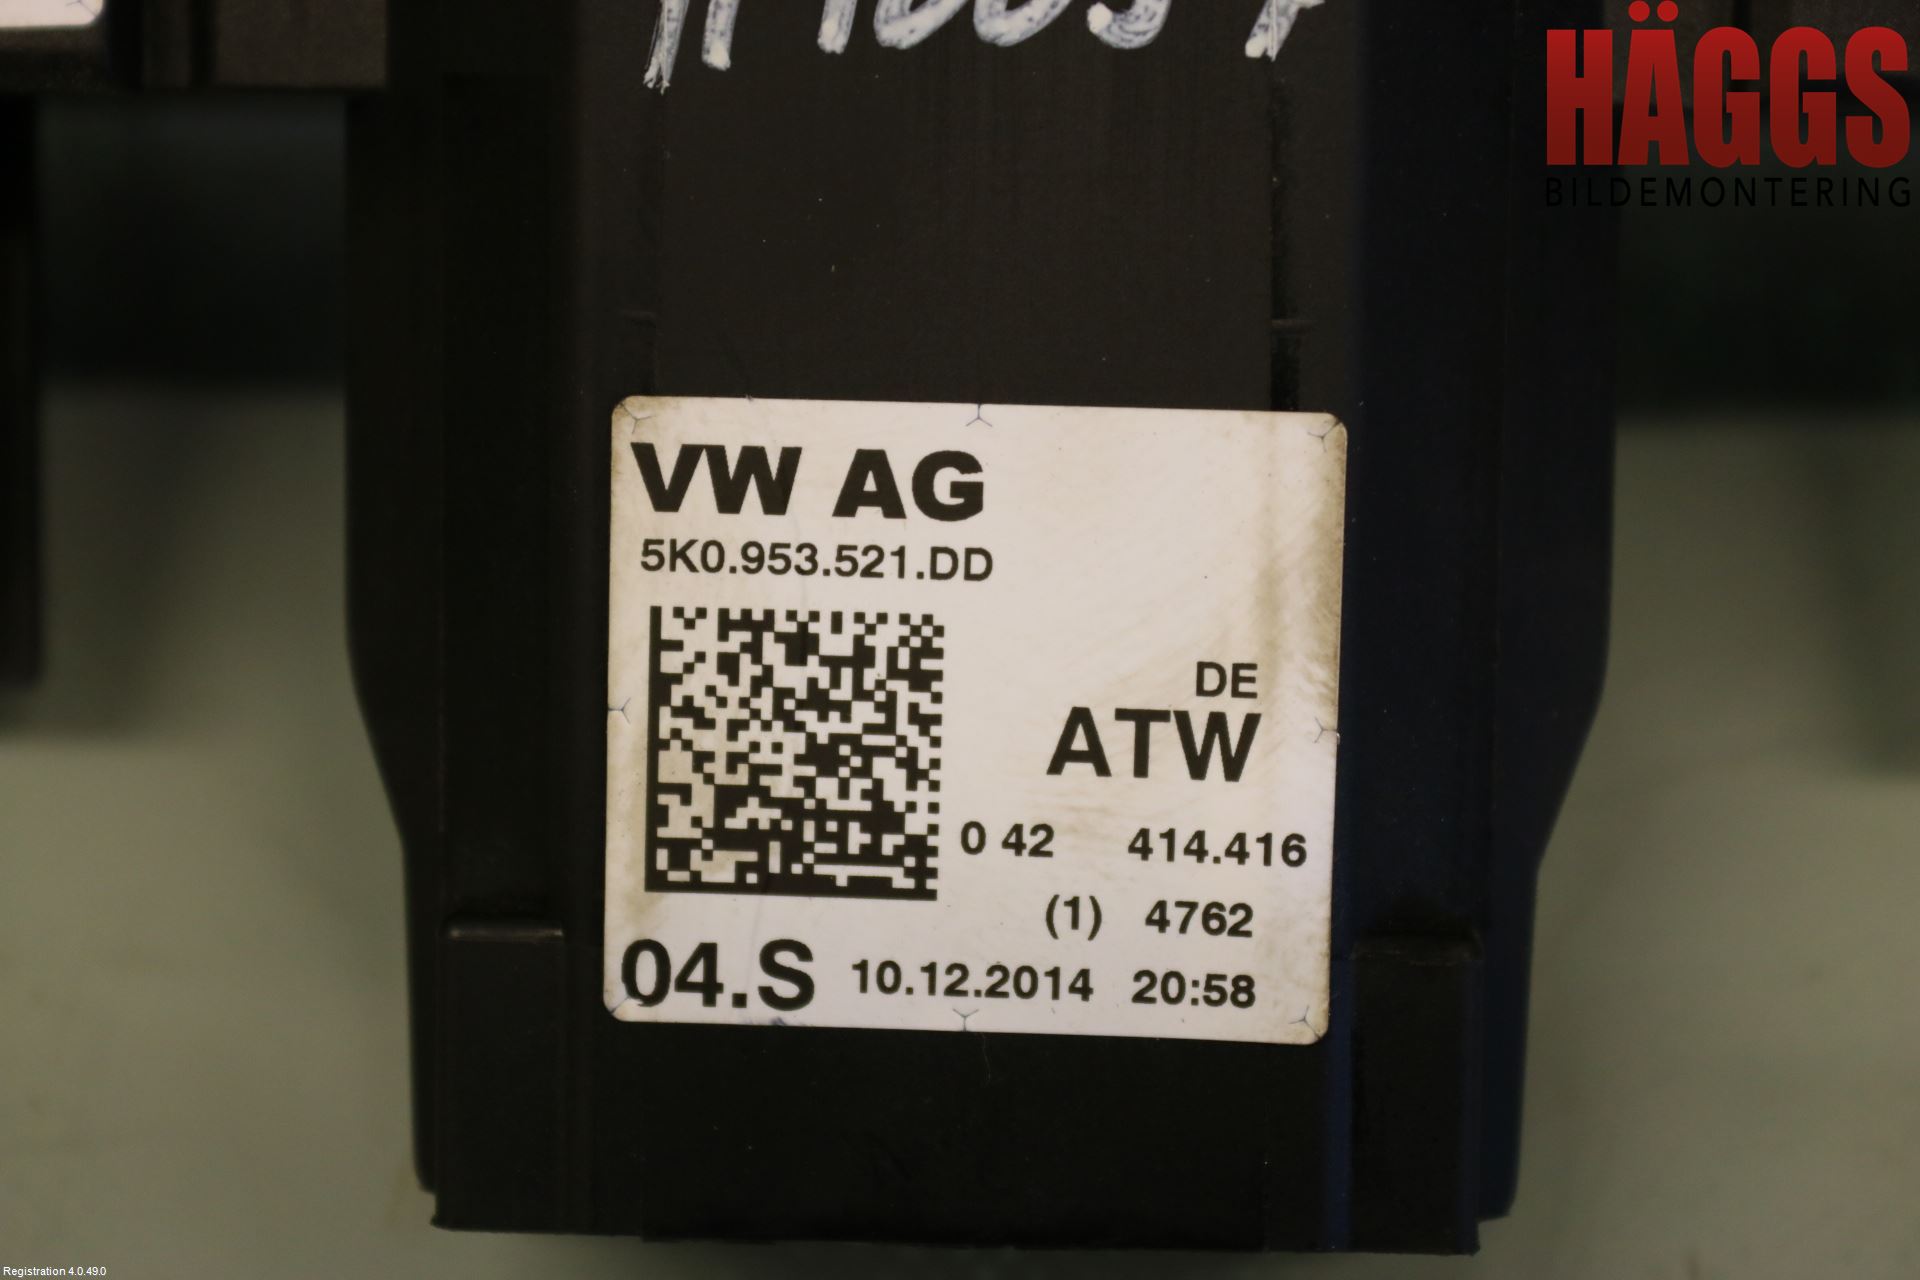 HÄGGS
BILDEMONTERING
VW AG
5K0.953.521.DD
DE
ATW
0 42 414.416
(1) 4762
04.S 10.12.2014 20:58
Registration 4.0.49.0